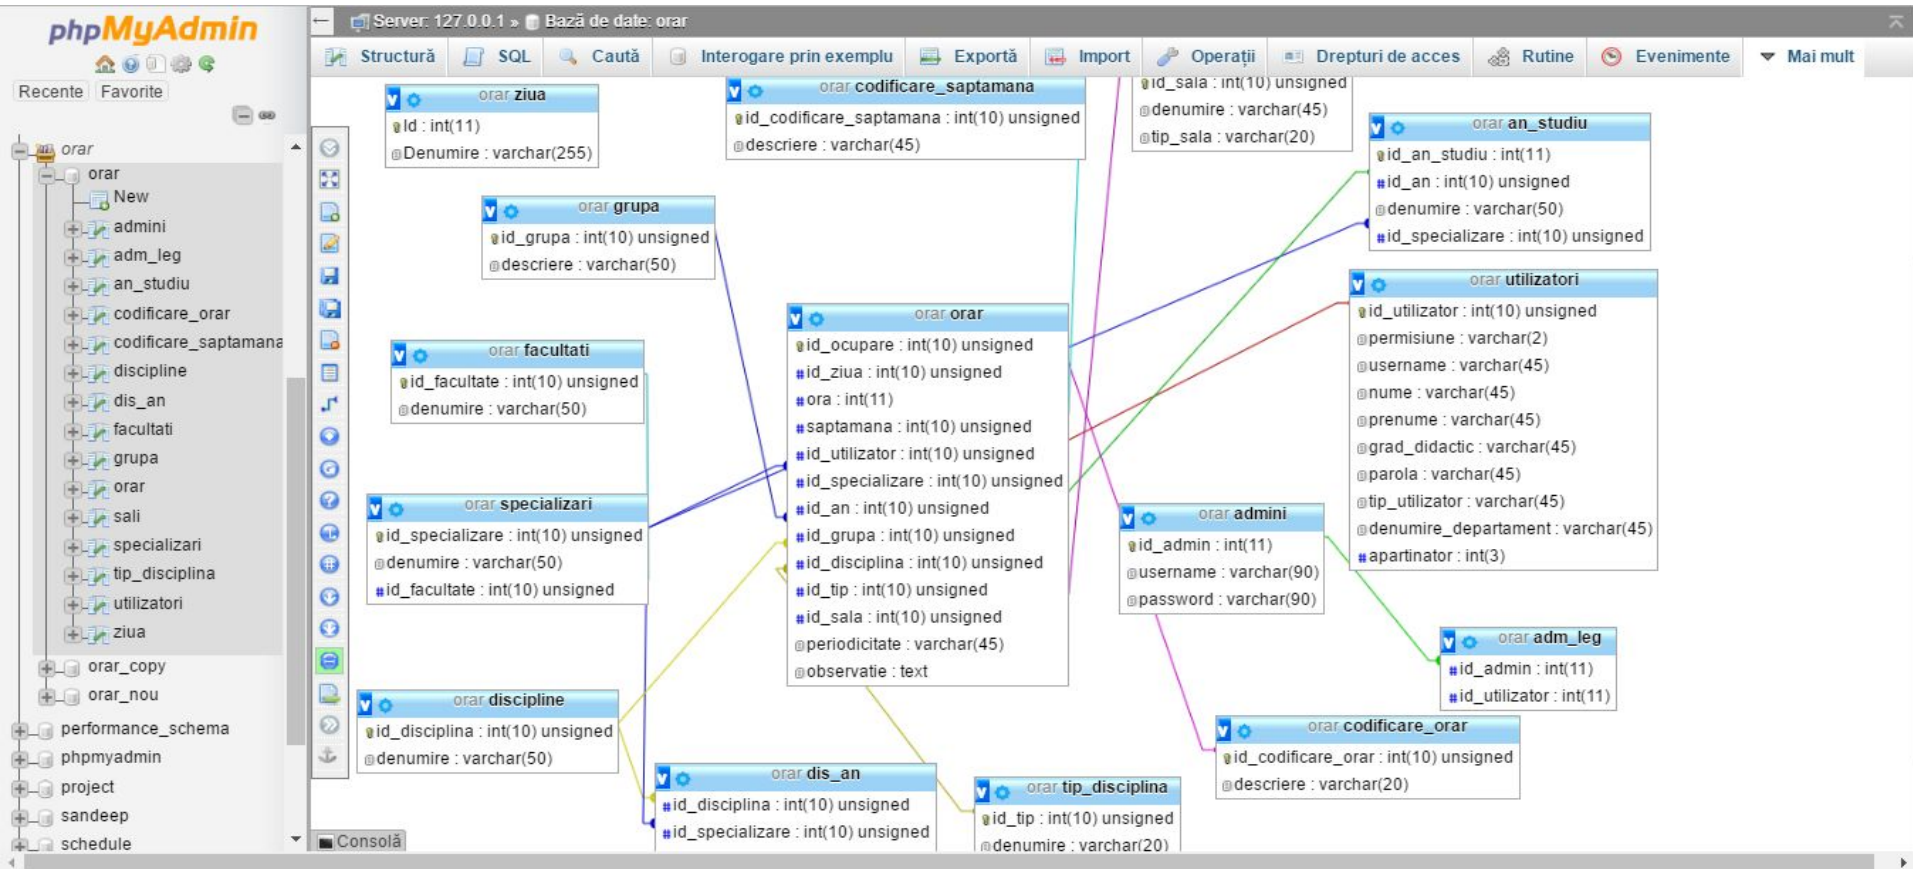 phpMyAdmin
Recente Favorite
orar
orar
New
admini
adm_leg
an_studiu
codificare_orar
codificare_saptamana
discipline
dis_an
facultati
grupa
orar
sali
specializari
tip_disciplina
utilizatori
ziua
orar_copy
orar_nou
performance_schema
phpmyadmin
project
sandeep
schedule
← Server: 127.0.0.1 » Bază de date: orar
Structură SQL Caută Interogare prin exemplu Exportă Import Operații Drepturi de acces Rutine Evenimente Mai mult
orar ziua
Id : int(11)
Denumire : varchar(255)
orar codificare_saptamana
id_codificare_saptamana : int(10) unsigned
descriere : varchar(45)
id_sala : int(10) unsigned
denumire : varchar(45)
tip_sala : varchar(20)
orar an_studiu
id_an_studiu : int(11)
#id_an : int(10) unsigned
denumire : varchar(50)
#id_specializare : int(10) unsigned
orar grupa
id_grupa : int(10) unsigned
descriere : varchar(50)
orar utilizatori
id_utilizator : int(10) unsigned
permisiune : varchar(2)
username : varchar(45)
nume : varchar(45)
prenume : varchar(45)
grad_didactic : varchar(45)
parola : varchar(45)
tip_utilizator : varchar(45)
denumire_departament : varchar(45)
#apartinator : int(3)
orar orar
id_ocupare : int(10) unsigned
#id_ziua : int(10) unsigned
#ora : int(11)
#saptamana : int(10) unsigned
#id_utilizator : int(10) unsigned
#id_specializare : int(10) unsigned
#id_an : int(10) unsigned
#id_grupa : int(10) unsigned
#id_disciplina : int(10) unsigned
#id_tip : int(10) unsigned
#id_sala : int(10) unsigned
periodicitate : varchar(45)
observatie : text
orar facultati
id_facultate : int(10) unsigned
denumire : varchar(50)
orar specializari
id_specializare : int(10) unsigned
denumire : varchar(50)
#id_facultate : int(10) unsigned
orar admini
id_admin : int(11)
username : varchar(90)
password : varchar(90)
orar adm_leg
#id_admin : int(11)
#id_utilizator : int(11)
orar discipline
id_disciplina : int(10) unsigned
denumire : varchar(50)
orar codificare_orar
id_codificare_orar : int(10) unsigned
descriere : varchar(20)
orar dis_an
#id_disciplina : int(10) unsigned
#id_specializare : int(10) unsigned
orar tip_disciplina
id_tip : int(10) unsigned
denumire : varchar(20)
Consolă